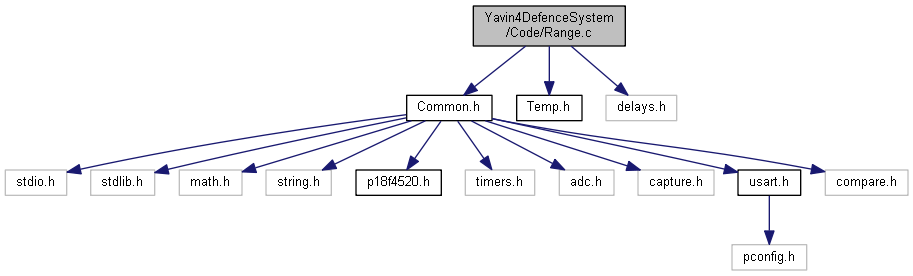 Yavin4DefenceSystem
/Code/Range.c
Common.h
Temp.h
delays.h
stdio.h
stdlib.h
math.h
string.h
p18f4520.h
timers.h
adc.h
capture.h
usart.h
compare.h
pconfig.h